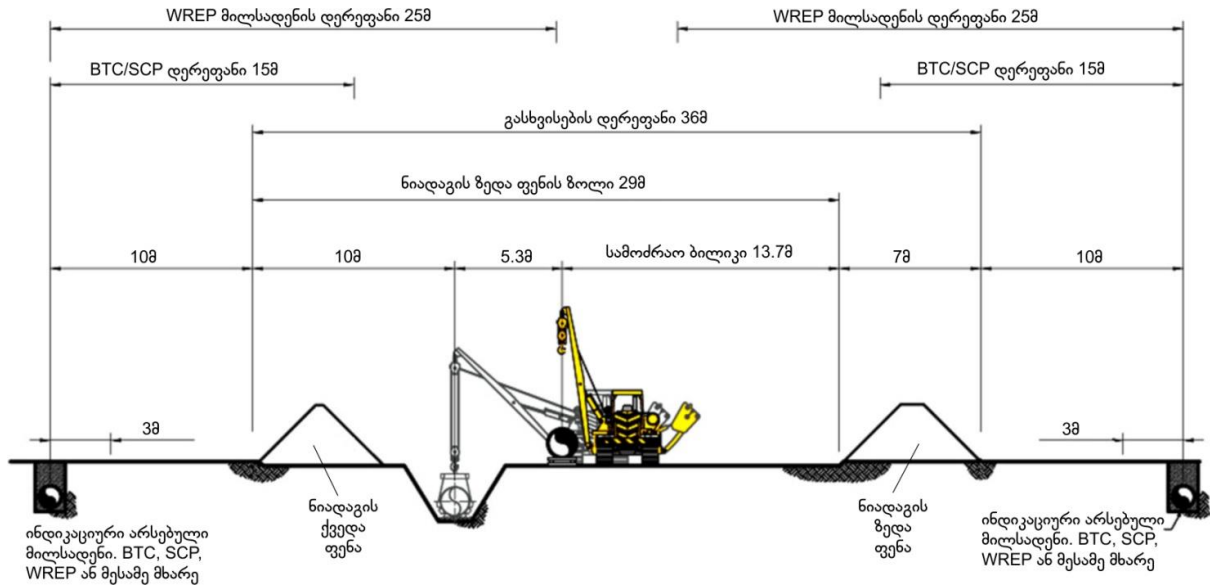 WREP მილსადენის დერეფანი 25მ
WREP მილსადენის დერეფანი 25მ
BTC/SCP დერეფანი 15მ
BTC/SCP დერეფანი 15მ
გასხვისების დერეფანი 36მ
ნიადაგის ზედა ფენის ზოლი 29მ
10მ
10მ
5.3მ
სამოძრაო ბილიკი 13.7მ
7მ
10მ
3მ
3მ
ნიადაგის
ქვედა
ფენა
ნიადაგის
ზედა
ფენა
ინდიკაციური არსებული
მილსადენი. BTC, SCP,
WREP ან მესამე მხარე
ინდიკაციური არსებული
მილსადენი. BTC, SCP,
WREP ან მესამე მხარე